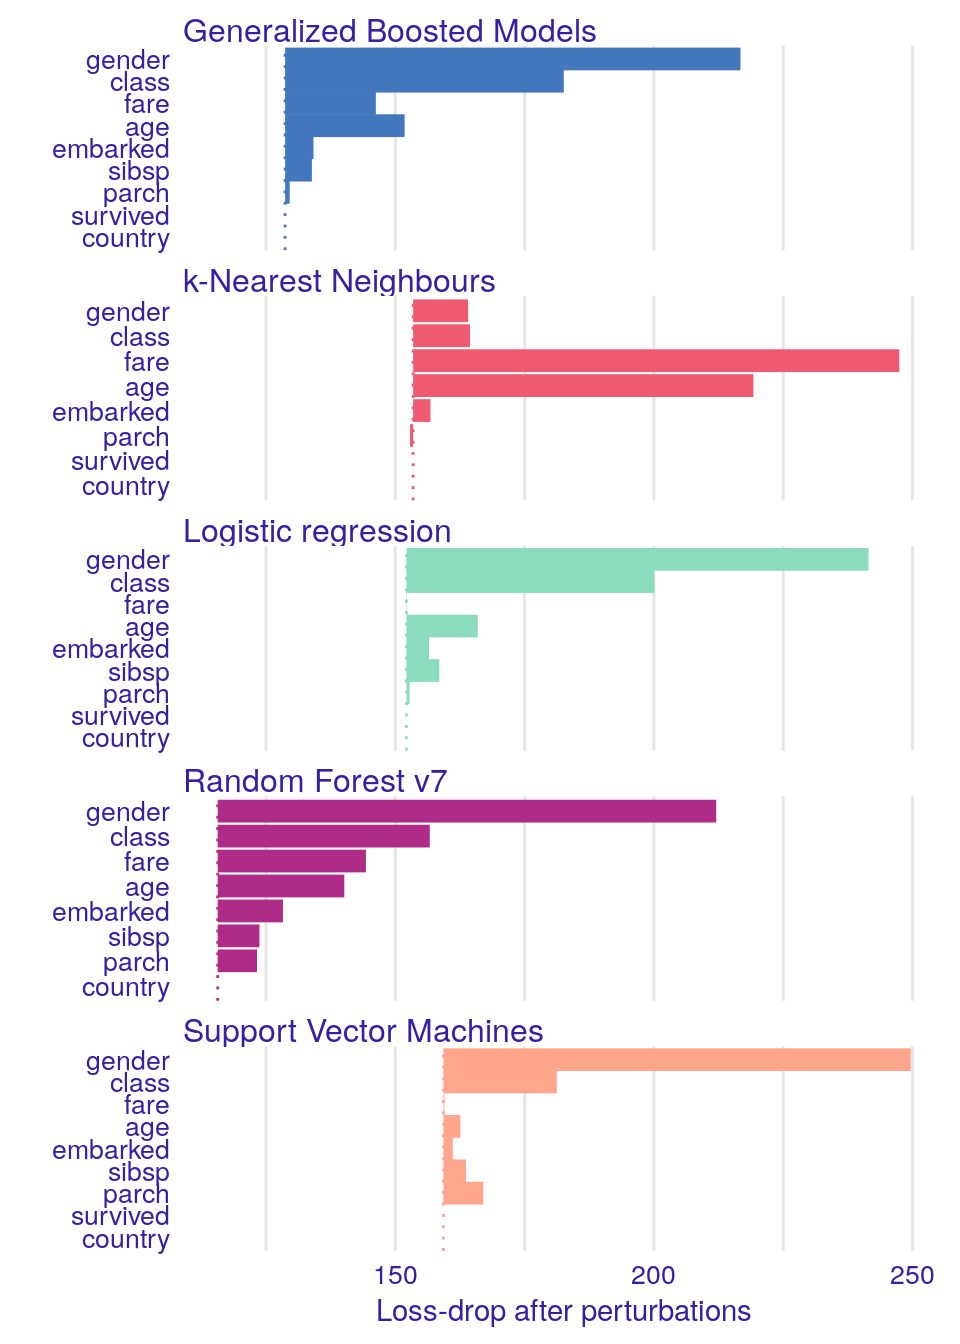 Generalized Boosted Models
gender
class
fare
age
embarked
sibsp
parch
survived
country
k-Nearest Neighbours
gender
class
fare
age
embarked
parch
survived
country
Logistic regression
gender
class
fare
age
embarked
sibsp
parch
survived
country
Random Forest v7
gender
class
fare
age
embarked
sibsp
parch
country
Support Vector Machines
gender
class
fare
age
embarked
sibsp
parch
survived
country
150 200 250
Loss-drop after perturbations